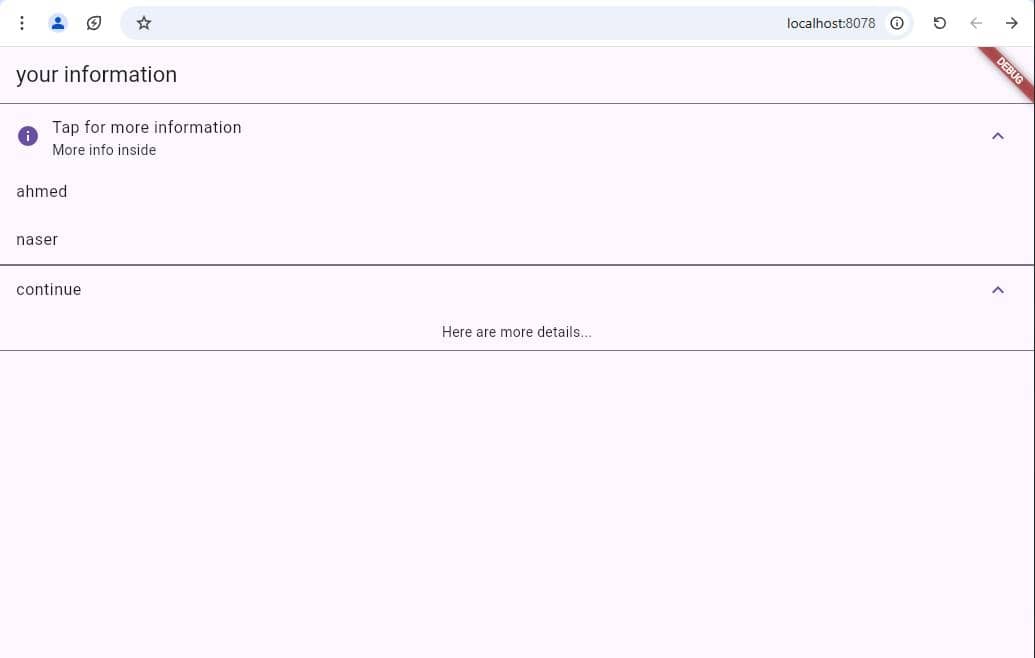 localhost:8078
your information
DEBUG
Tap for more information
More info inside
ahmed
naser
continue
Here are more details...